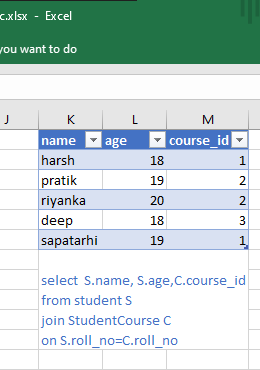 c.xlsx - Excel
you want to do
J K L M
name age course_id
harsh 18 1
pratik 19 2
riyanka 20 2
deep 18 3
sapatarhi 19 1
select S.name, S.age,C.course_id
from student S
join StudentCourse C
on S.roll_no=C.roll_no